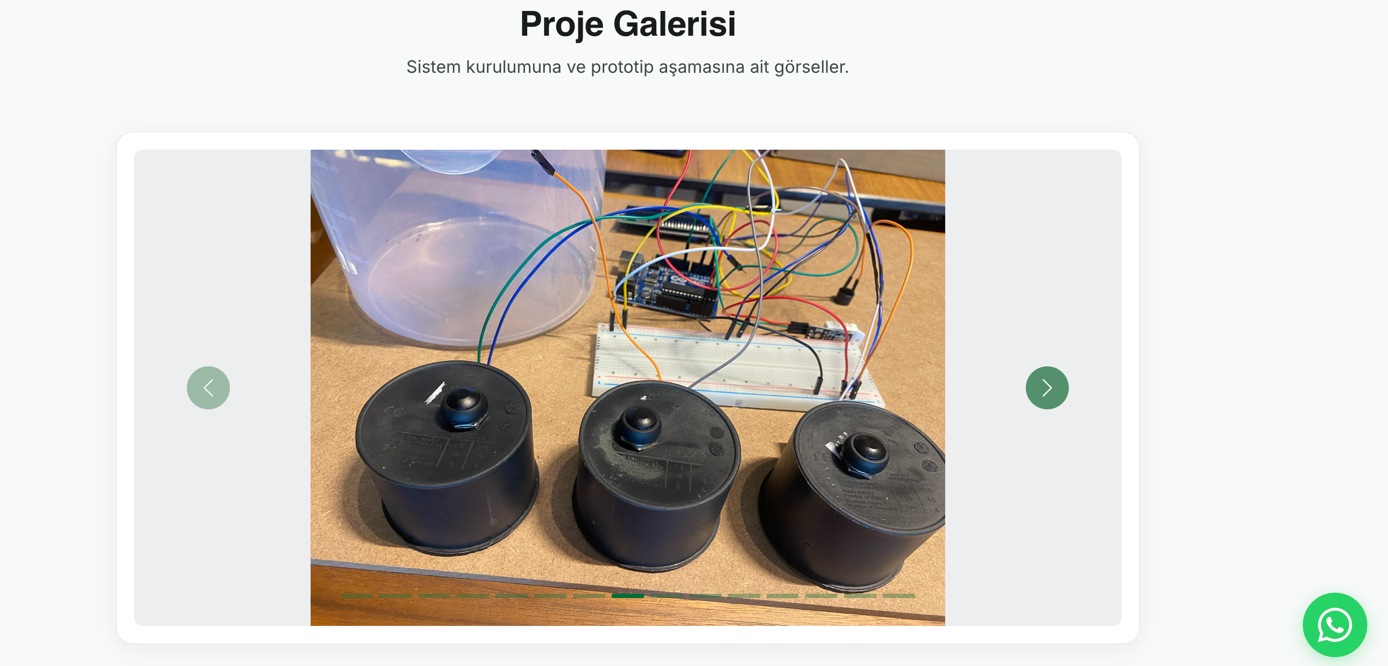 Proje Galerisi
Sistem kurulumuna ve prototip aşamasına ait görseller.